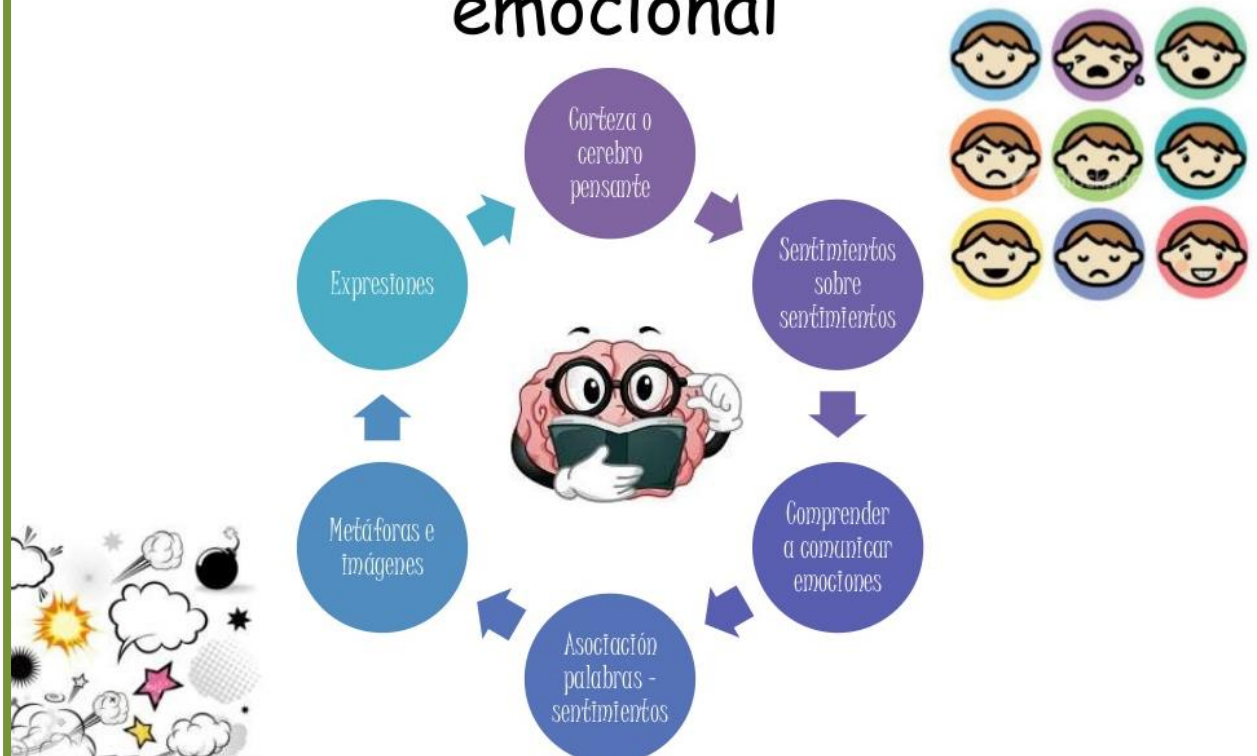 emocional
Corteza o
cerebro
pensante
Sentimientos
sobre
sentimientos
Comprender
a comunicar
emociones
Asociación
palabras -
sentimientos
Metáforas e
imágenes
Expresiones